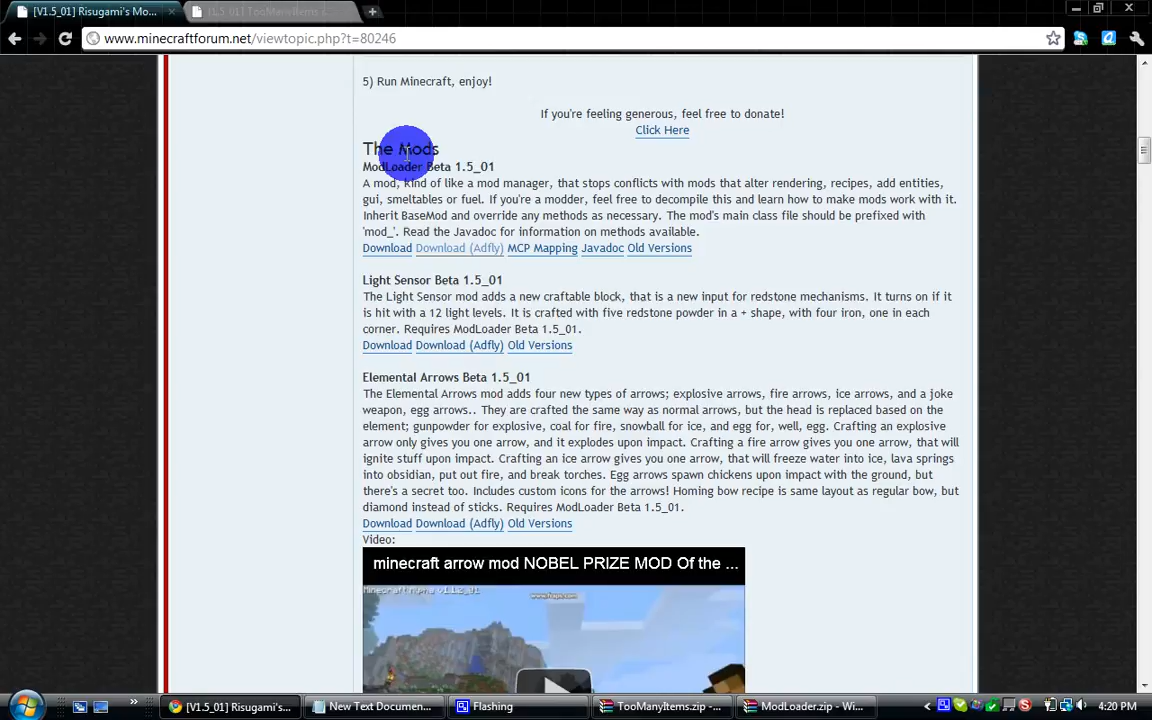 [V1.5_01] Risugami's Mo...
[1.5_01] TooManyItems
www.minecraftforum.net/viewtopic.php?t=80246
5) Run Minecraft, enjoy!
If you're feeling generous, feel free to donate!
Click Here
The Mods
ModLoader Beta 1.5_01
A mod, kind of like a mod manager, that stops conflicts with mods that alter rendering, recipes, add entities,
gui, smeltables or fuel. If you're a modder, feel free to decompile this and learn how to make mods work with it.
Inherit BaseMod and override any methods as necessary. The mod's main class file should be prefixed with
'mod_'. Read the Javadoc for information on methods available.
Download Download (Adfly) MCP Mapping Javadoc Old Versions
Light Sensor Beta 1.5_01
The Light Sensor mod adds a new craftable block, that is a new input for redstone mechanisms. It turns on if it
is hit with a 12 light levels. It is crafted with five redstone powder in a + shape, with four iron, one in each
corner. Requires ModLoader Beta 1.5_01.
Download Download (Adfly) Old Versions
Elemental Arrows Beta 1.5_01
The Elemental Arrows mod adds four new types of arrows; explosive arrows, fire arrows, ice arrows, and a joke
weapon, egg arrows.. They are crafted the same way as normal arrows, but the head is replaced based on the
element; gunpowder for explosive, coal for fire, snowball for ice, and egg for, well, egg. Crafting an explosive
arrow only gives you one arrow, and it explodes upon impact. Crafting a fire arrow gives you one arrow, that will
ignite stuff upon impact. Crafting an ice arrow gives you one arrow, that will freeze water into ice, lava springs
into obsidian, put out fire, and break torches. Egg arrows spawn chickens upon impact with the ground, but
there's a secret too. Includes custom icons for the arrows! Homing bow recipe is same layout as regular bow, but
diamond instead of sticks. Requires ModLoader Beta 1.5_01.
Download Download (Adfly) Old Versions
Video:
minecraft arrow mod NOBEL PRIZE MOD Of the ...
Minecraft Alpha v1.1.2_01
www.fraps.com
[V1.5_01] Risugami's...
New Text Documen...
Flashing
TooManyItems.zip -...
ModLoader.zip - Wi...
4:20 PM